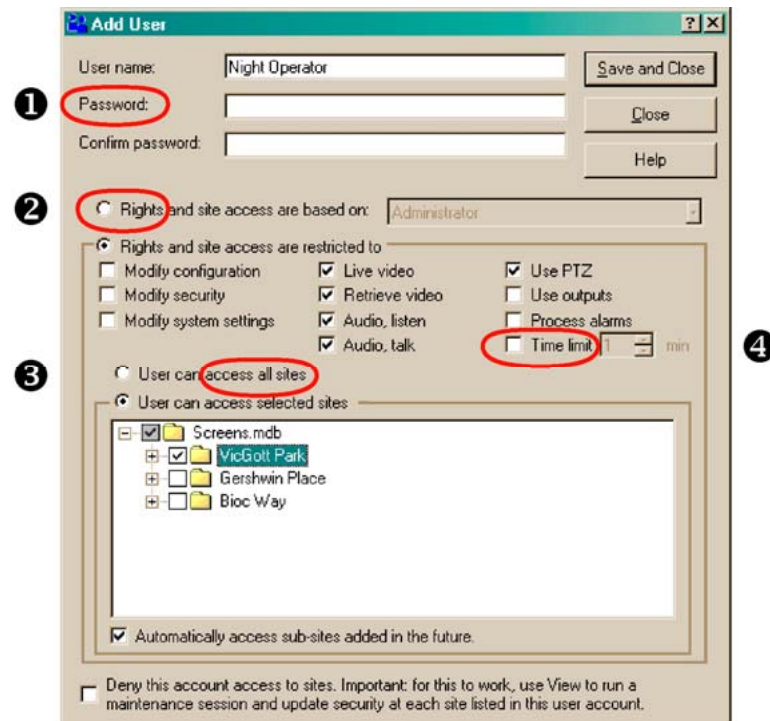 Add User
User name: Night Operator Save and Close
❶ Password: Close
Confirm password: Help
❷ Rights and site access are based on: Administrator
Rights and site access are restricted to
Modify configuration Live video Use PTZ
Modify security Retrieve video Use outputs
Modify system settings Audio, listen Process alarms
Audio, talk Time limit 1 min ❹
❸ User can access all sites
User can access selected sites
Screens.mdb
VicGott Park
Gershwin Place
Bioc Way
Automatically access sub-sites added in the future.
Deny this account access to sites. Important: for this to work, use View to run a
maintenance session and update security at each site listed in this user account.